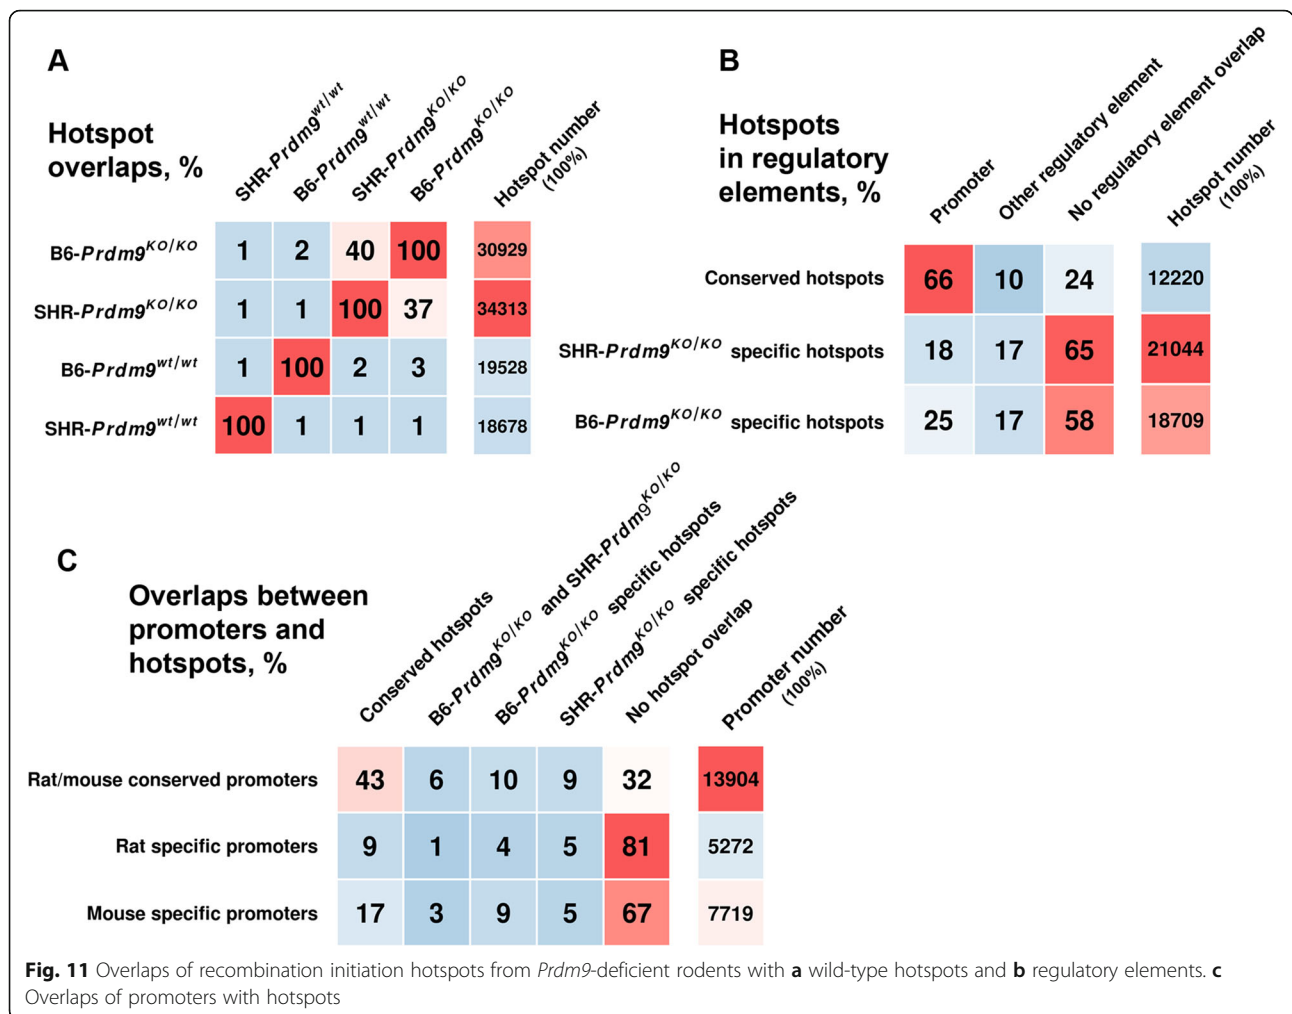 A
Hotspot
overlaps, %
SHR-Prdm9wt/wt
B6-Prdm9wt/wt
SHR-Prdm9KO/KO
B6-Prdm9KO/KO
Hotspot number
(100%)
B6-Prdm9KO/KO 1 2 40 100 30929
SHR-Prdm9KO/KO 1 1 100 37 34313
B6-Prdm9wt/wt 1 100 2 3 19528
SHR-Prdm9wt/wt 100 1 1 1 18678
B
Hotspots
in regulatory
elements, %
Promoter
Other regulatory element
No regulatory element overlap
Hotspot number
(100%)
Conserved hotspots 66 10 24 12220
SHR-Prdm9KO/KO specific hotspots 18 17 65 21044
B6-Prdm9KO/KO specific hotspots 25 17 58 18709
C
Overlaps between
promoters and
hotspots, %
Conserved hotspots
B6-Prdm9KO/KO and SHR-Prdm9KO/KO
B6-Prdm9KO/KO specific hotspots
SHR-Prdm9KO/KO specific hotspots
No hotspot overlap
Promoter number
(100%)
Rat/mouse conserved promoters 43 6 10 9 32 13904
Rat specific promoters 9 1 4 5 81 5272
Mouse specific promoters 17 3 9 5 67 7719
Fig. 11 Overlaps of recombination initiation hotspots from Prdm9-deficient rodents with a wild-type hotspots and b regulatory elements. c
Overlaps of promoters with hotspots